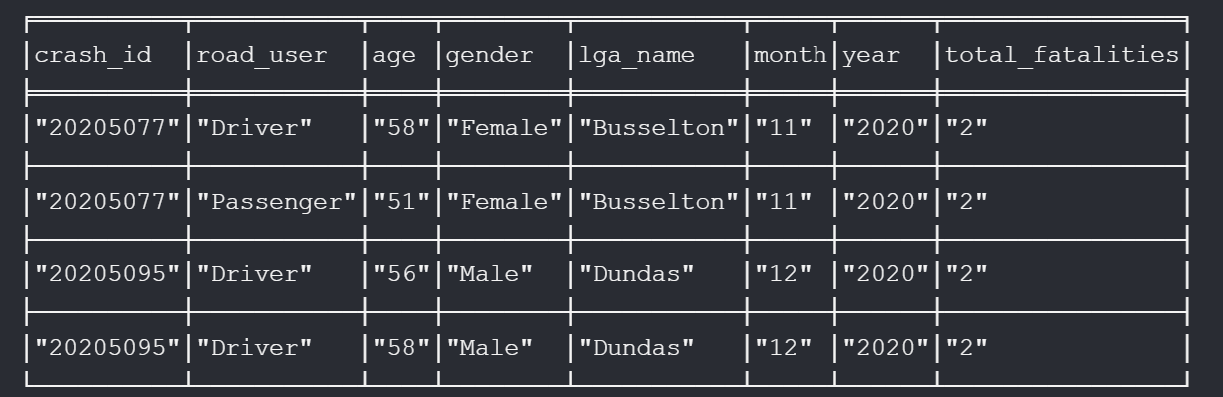 crash_id road_user age gender lga_name month year total_fatalities
"20205077" "Driver" "58" "Female" "Busselton" "11" "2020" "2"
"20205077" "Passenger" "51" "Female" "Busselton" "11" "2020" "2"
"20205095" "Driver" "56" "Male" "Dundas" "12" "2020" "2"
"20205095" "Driver" "58" "Male" "Dundas" "12" "2020" "2"